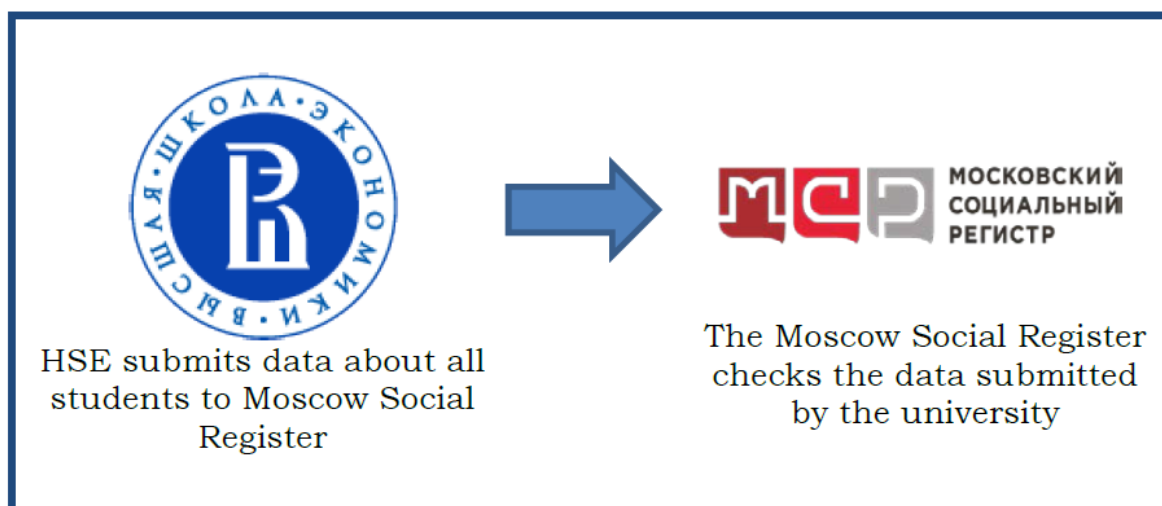 ВЫСШАЯ • ШКОЛА • ЭКОНОМИКИ •
HSE submits data about all
students to Moscow Social
Register
МСР
МОСКОВСКИЙ
СОЦИАЛЬНЫЙ
РЕГИСТР
The Moscow Social Register
checks the data submitted
by the university